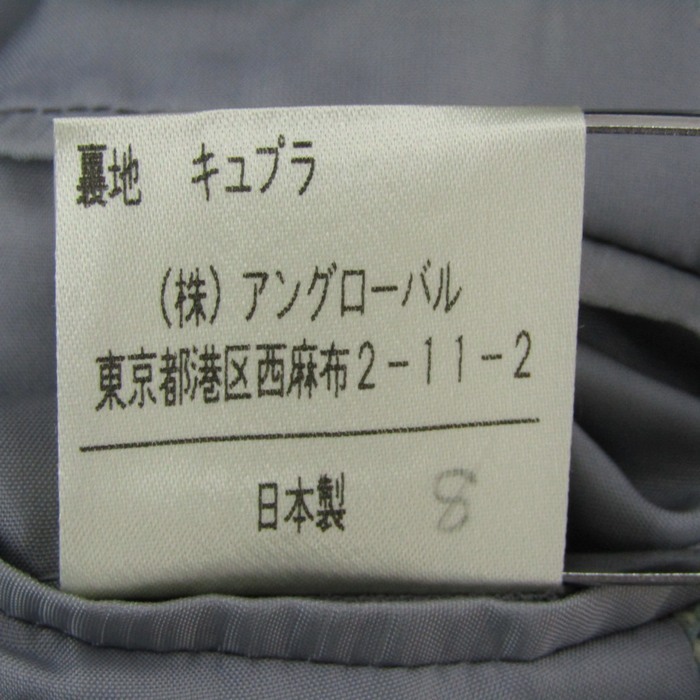 裏地 キュプラ
(株)アングローバル
東京都港区西麻布2-11-2
日本製 8